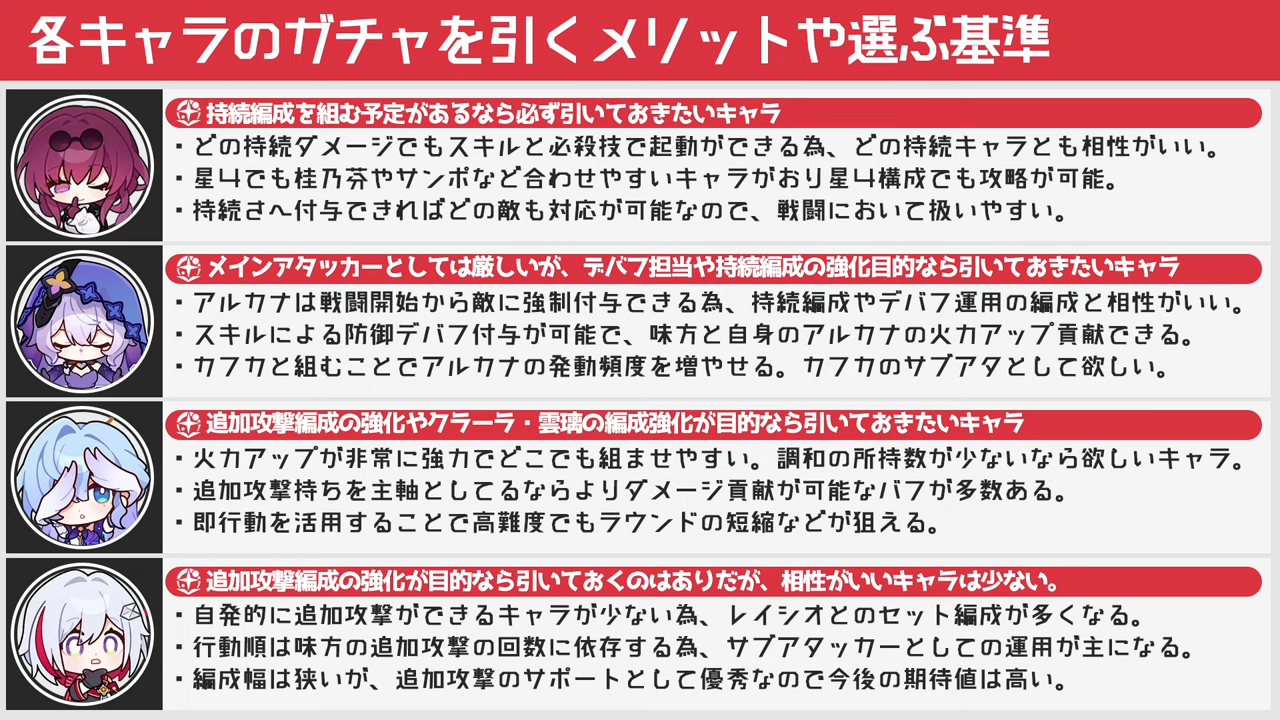 各キャラのガチャを引くメリットや選ぶ基準
持続編成を組む予定があるなら必ず引いておきたいキャラ
・どの持続ダメージでもスキルと必殺技で起動ができる為、どの持続キャラとも相性がいい。
・星4でも桂乃芬やサンポなど合わせやすいキャラがおり星4構成でも攻略が可能。
・持続さへ付与できればどの敵も対応が可能なので、戦闘において扱いやすい。
メインアタッカーとしては厳しいが、デバフ担当や持続編成の強化目的なら引いておきたいキャラ
・アルカナは戦闘開始から敵に強制付与できる為、持続編成やデバフ運用の編成と相性がいい。
・スキルによる防御デバフ付与が可能で、味方と自身のアルカナの火力アップ貢献できる。
・カフカと組むことでアルカナの発動頻度を増やせる。カフカのサブアタとして欲しい。
追加攻撃編成の強化やクラーラ・雲璃の編成強化が目的なら引いておきたいキャラ
・火力アップが非常に強力でどこでも組ませやすい。調和の所持数が少ないなら欲しいキャラ。
・追加攻撃持ちを主軸としてるならよりダメージ貢献が可能なバフが多数ある。
・即行動を活用することで高難度でもラウンドの短縮などが狙える。
追加攻撃編成の強化が目的なら引いておくのはありだが、相性がいいキャラは少ない。
・自発的に追加攻撃ができるキャラが少ない為、レイシオとのセット編成が多くなる。
・行動順は味方の追加攻撃の回数に依存する為、サブアタッカーとしての運用が主になる。
・編成幅は狭いが、追加攻撃のサポートとして優秀なので今後の期待値は高い。